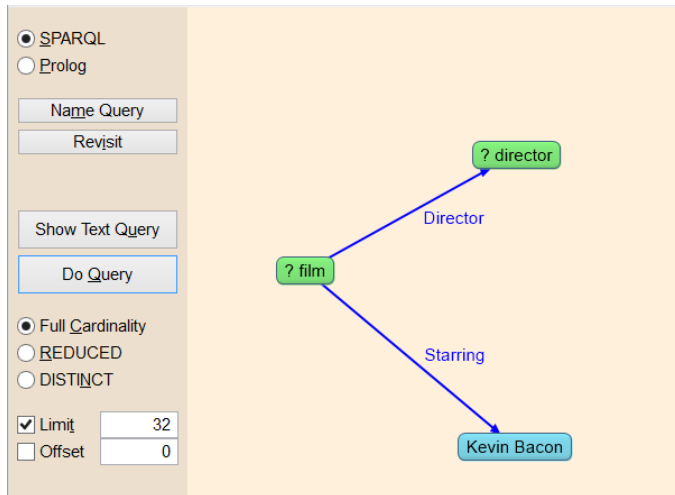 SPARQL
Prolog
Name Query
Revisit
Show Text Query
Do Query
Full Cardinality
REDUCED
DISTINCT
Limit 32
Offset 0
? director
Director
? film
Starring
Kevin Bacon